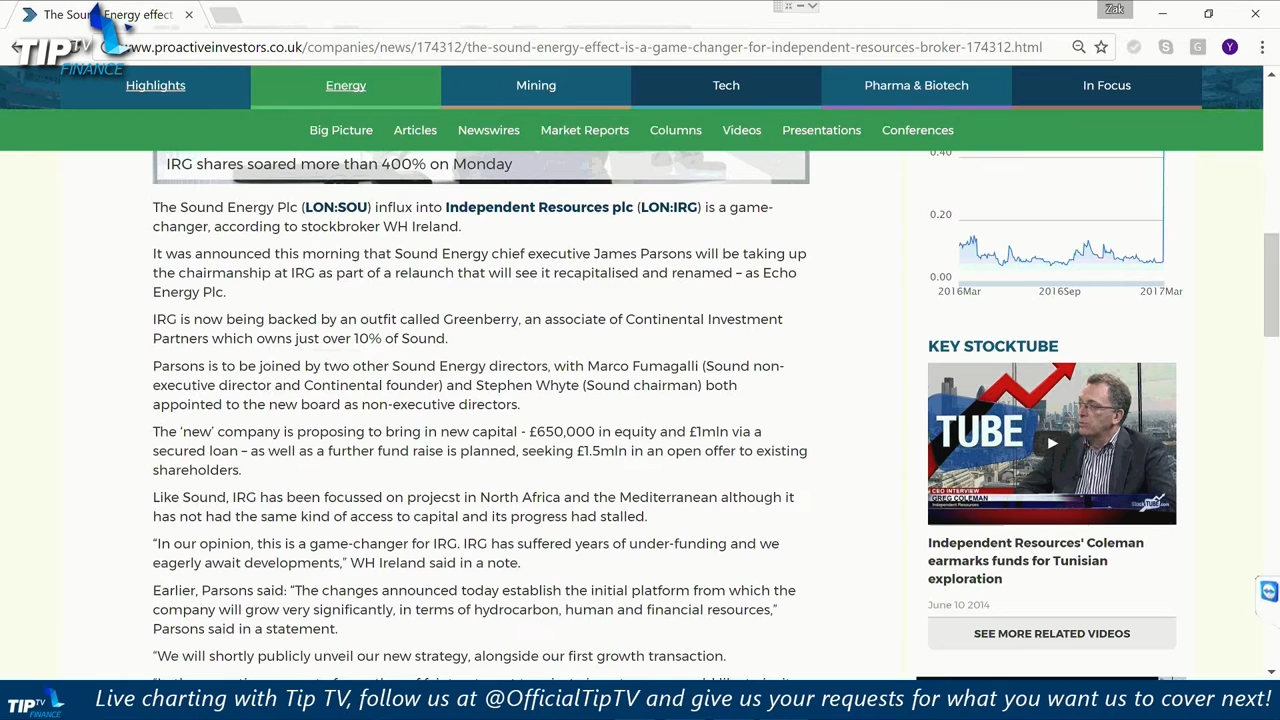 The Sound Energy effect
Zak
www.proactiveinvestors.co.uk/companies/news/174312/the-sound-energy-effect-is-a-game-changer-for-independent-resources-broker-174312.html
G
Y
TIPTV
FINANCE
Highlights
Energy
Mining
Tech
Pharma & Biotech
In Focus
Big Picture
Articles
Newswires
Market Reports
Columns
Videos
Presentations
Conferences
IRG shares soared more than 400% on Monday
The Sound Energy Plc (LON:SOU) influx into Independent Resources plc (LON:IRG) is a game-
changer, according to stockbroker WH Ireland.
It was announced this morning that Sound Energy chief executive James Parsons will be taking up
the chairmanship at IRG as part of a relaunch that will see it recapitalised and renamed – as Echo
Energy Plc.
IRG is now being backed by an outfit called Greenberry, an associate of Continental Investment
Partners which owns just over 10% of Sound.
Parsons is to be joined by two other Sound Energy directors, with Marco Fumagalli (Sound non-
executive director and Continental founder) and Stephen Whyte (Sound chairman) both
appointed to the new board as non-executive directors.
The ‘new’ company is proposing to bring in new capital - £650,000 in equity and £1mln via a
secured loan – as well as a further fund raise is planned, seeking £1.5mln in an open offer to existing
shareholders.
Like Sound, IRG has been focussed on projecst in North Africa and the Mediterranean although it
has not had the same kind of access to capital and its progress had stalled.
“In our opinion, this is a game-changer for IRG. IRG has suffered years of under-funding and we
eagerly await developments,” WH Ireland said in a note.
Earlier, Parsons said: “The changes announced today establish the initial platform from which the
company will grow very significantly, in terms of hydrocarbon, human and financial resources,”
Parsons said in a statement.
“We will shortly publicly unveil our new strategy, alongside our first growth transaction.
0.40
0.20
0.00
2016Mar 2016Sep 2017Mar
KEY STOCKTUBE
TUBE
CEO INTERVIEW
GREG COLEMAN
Independent Resources
StockTube.com
Independent Resources' Coleman
earmarks funds for Tunisian
exploration
June 10 2014
SEE MORE RELATED VIDEOS
TIPTV
FINANCE
Live charting with Tip TV, follow us at @OfficialTipTV and give us your requests for what you want us to cover next!